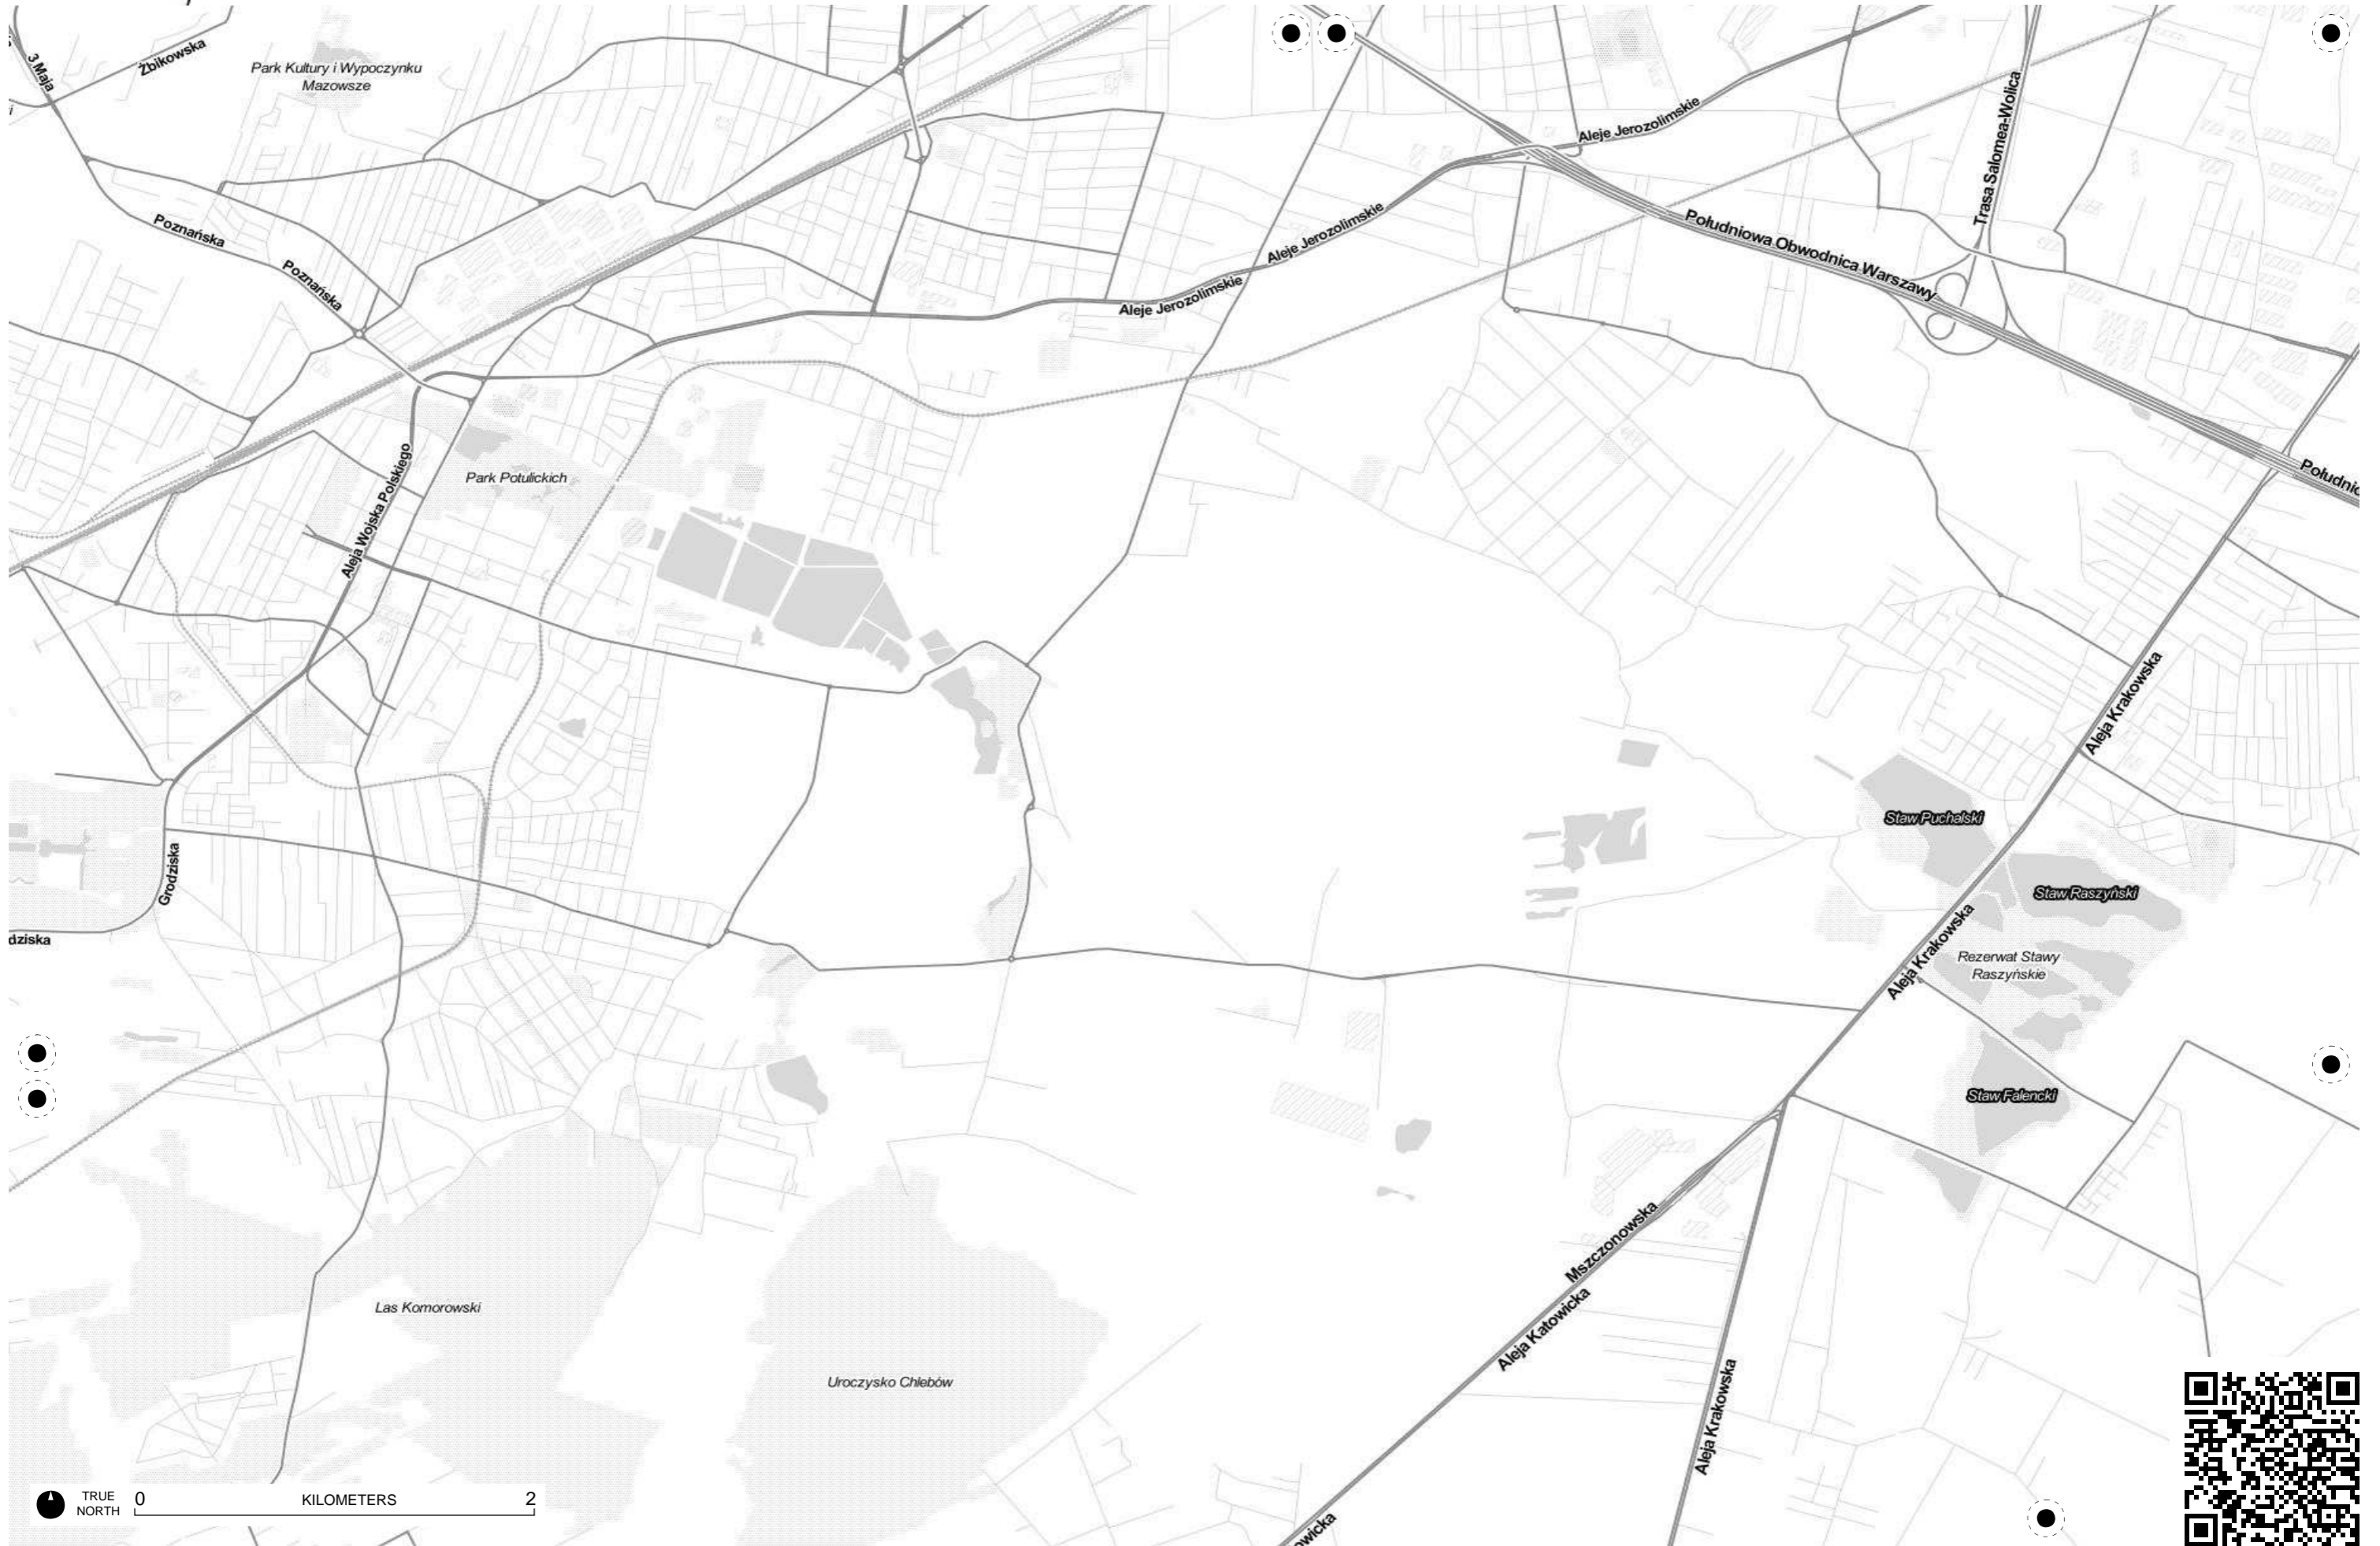 3 Maja
Żbikowska
Park Kultury i Wypoczynku
Mazowsze
Aleje Jerozolimskie
Trasa Salomea-Wolica
Poznańska
Aleje Jerozolimskie
Południowa Obwodnica Warszawy
Poznańska
Aleje Jerozolimskie
Aleja Wojska Polskiego
Park Potulickich
Południo
Aleja Krakowska
Staw Puchalski
Grodziska
Staw Raszyński
dziska
Aleja Krakowska
Rezerwat Stawy
Raszyńskie
Staw Falencki
Mszczonowska
Las Komorowski
Aleja Katowicka
Uroczysko Chlebów
Aleja Krakowska
owicka
TRUE
NORTH
0 KILOMETERS 2